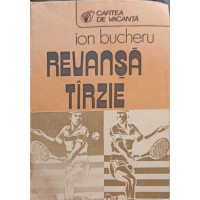 CARTEA
DE VACANȚĂ
ion bucheru
REVANȘĂ
TÎRZIE